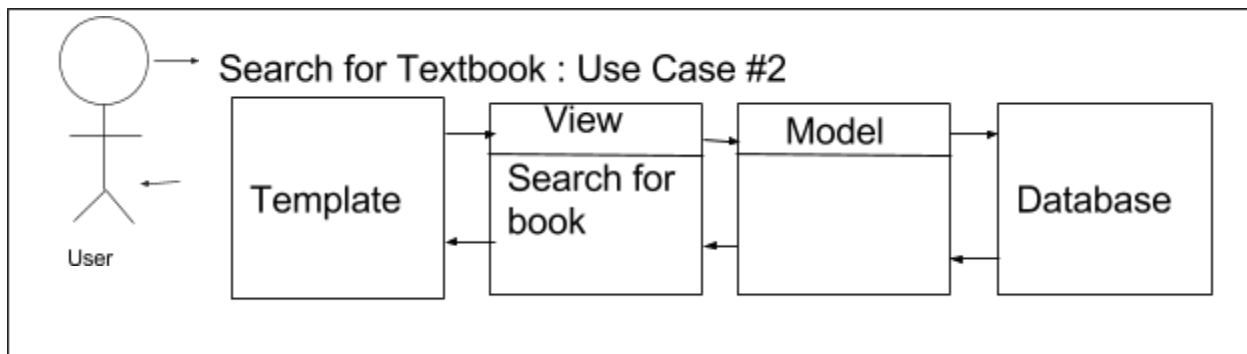 Search for Textbook : Use Case #2
Template
View
Search for
book
Model
Database
User